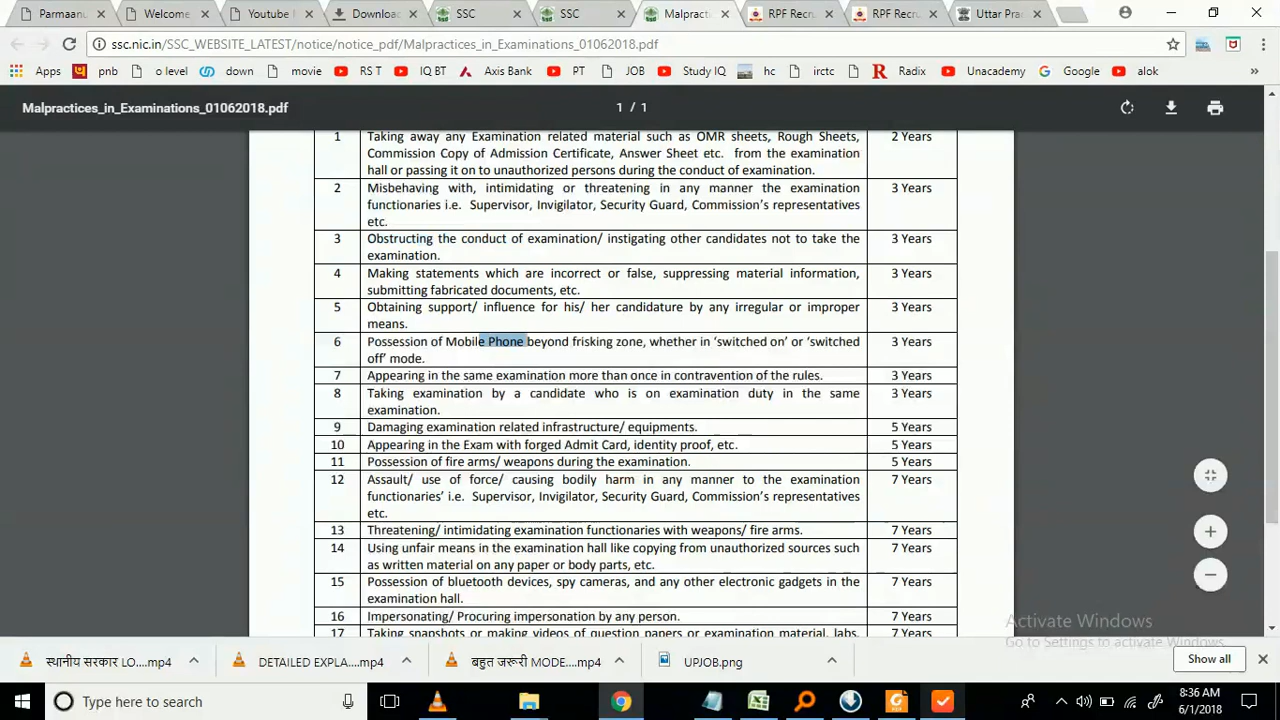 Parmaanu
Welcome
Youtube
Downloa
SSC
SSC
Malpract
RPF Recru
RPF Recru
Uttar Pra
ssc.nic.in/SSC_WEBSITE_LATEST/notice/notice_pdf/Malpractices_in_Examinations_01062018.pdf
Apps pnb o level down movie RS T IQ BT Axis Bank PT JOB Study IQ hc irctc Radix Unacademy Google alok »
Malpractices_in_Examinations_01062018.pdf 1 / 1
1 Taking away any Examination related material such as OMR sheets, Rough Sheets, 2 Years
Commission Copy of Admission Certificate, Answer Sheet etc. from the examination
hall or passing it on to unauthorized persons during the conduct of examination.
2 Misbehaving with, intimidating or threatening in any manner the examination 3 Years
functionaries i.e. Supervisor, Invigilator, Security Guard, Commission's representatives
etc.
3 Obstructing the conduct of examination/ instigating other candidates not to take the 3 Years
examination.
4 Making statements which are incorrect or false, suppressing material information, 3 Years
submitting fabricated documents, etc.
5 Obtaining support/ influence for his/ her candidature by any irregular or improper 3 Years
means.
6 Possession of Mobile Phone beyond frisking zone, whether in 'switched on' or 'switched 3 Years
off' mode.
7 Appearing in the same examination more than once in contravention of the rules. 3 Years
8 Taking examination by a candidate who is on examination duty in the same 3 Years
examination.
9 Damaging examination related infrastructure/ equipments. 5 Years
10 Appearing in the Exam with forged Admit Card, identity proof, etc. 5 Years
11 Possession of fire arms/ weapons during the examination. 5 Years
12 Assault/ use of force/ causing bodily harm in any manner to the examination 7 Years
functionaries' i.e. Supervisor, Invigilator, Security Guard, Commission's representatives
etc.
13 Threatening/ intimidating examination functionaries with weapons/ fire arms. 7 Years
14 Using unfair means in the examination hall like copying from unauthorized sources such 7 Years
as written material on any paper or body parts, etc.
15 Possession of bluetooth devices, spy cameras, and any other electronic gadgets in the 7 Years
examination hall.
16 Impersonating/ Procuring impersonation by any person. 7 Years
17 Taking snapshots or making videos of question papers or examination material, labs, 7 Years
Activate Windows
Go to Settings to activate Windows.
स्थानीय सरकार LO....mp4
DETAILED EXPLA....mp4
बहुत जरूरी MODE....mp4
UPJOB.png
Show all
Type here to search
8:36 AM
6/1/2018